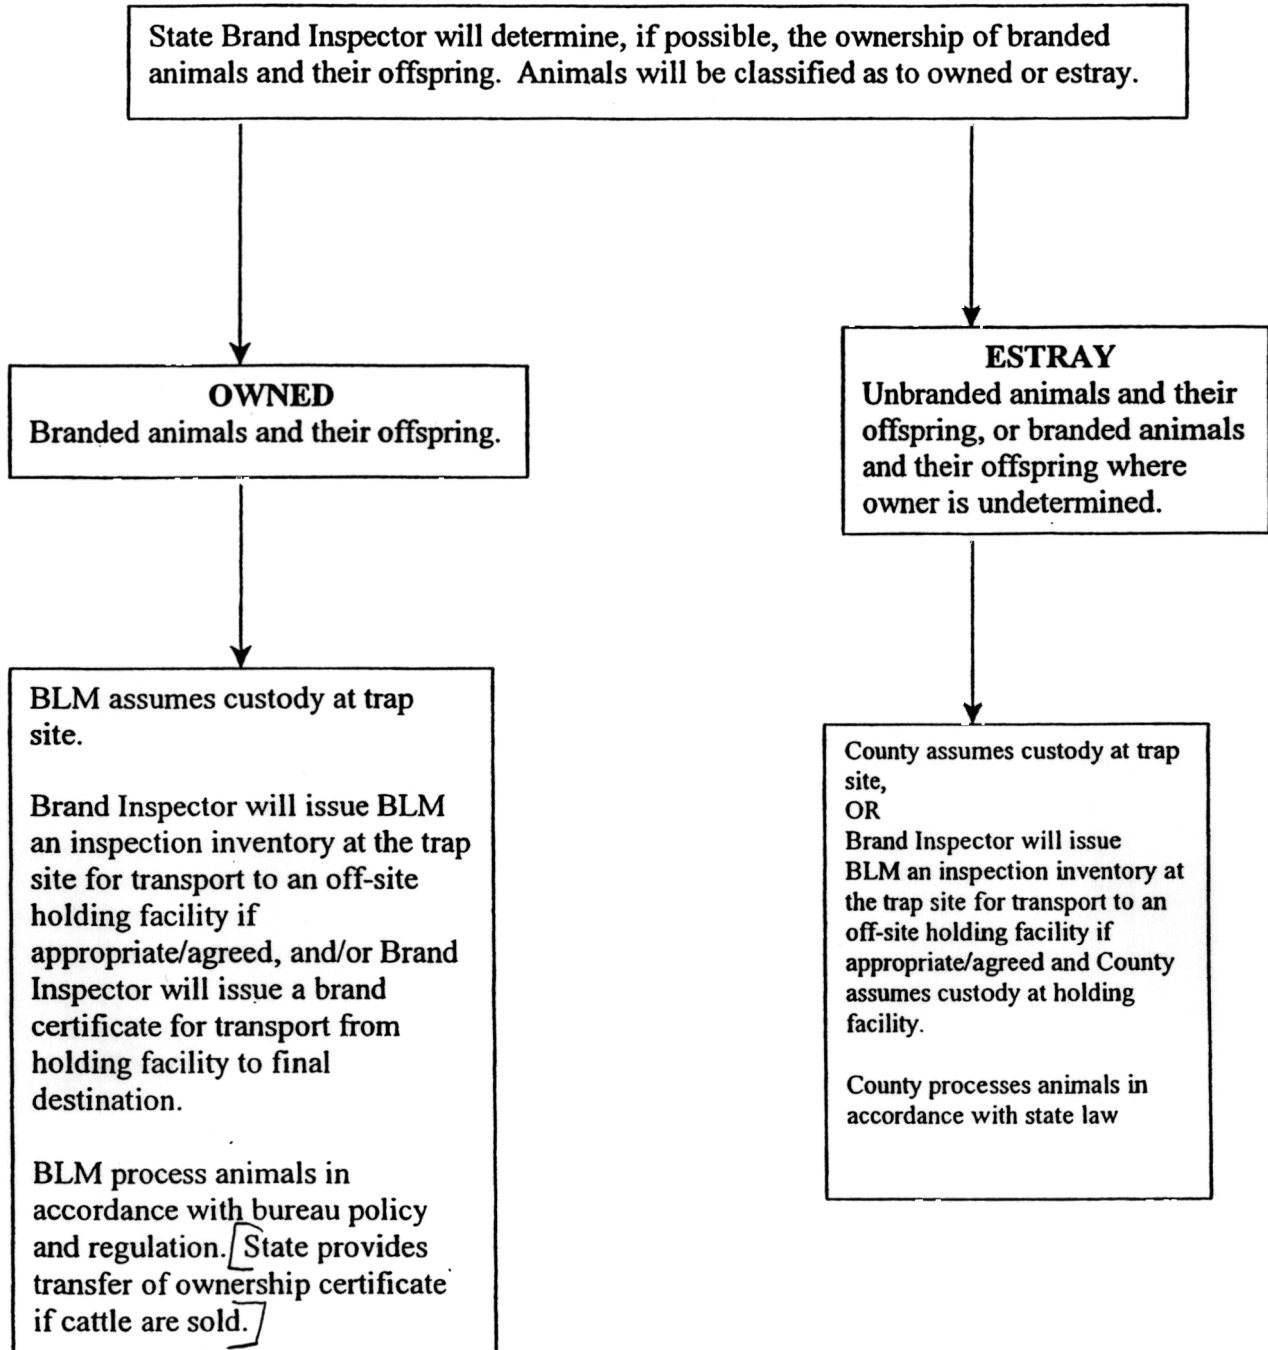 State Brand Inspector will determine, if possible, the ownership of branded
animals and their offspring. Animals will be classified as to owned or estray.
OWNED
Branded animals and their offspring.
ESTRAY
Unbranded animals and their
offspring, or branded animals
and their offspring where
owner is undetermined.
BLM assumes custody at trap
site.
Brand Inspector will issue BLM
an inspection inventory at the trap
site for transport to an off-site
holding facility if
appropriate/agreed, and/or Brand
Inspector will issue a brand
certificate for transport from
holding facility to final
destination.
BLM process animals in
accordance with bureau policy
and regulation. [State provides
transfer of ownership certificate
if cattle are sold.]
County assumes custody at trap
site,
OR
Brand Inspector will issue
BLM an inspection inventory at
the trap site for transport to an
off-site holding facility if
appropriate/agreed and County
assumes custody at holding
facility.
County processes animals in
accordance with state law